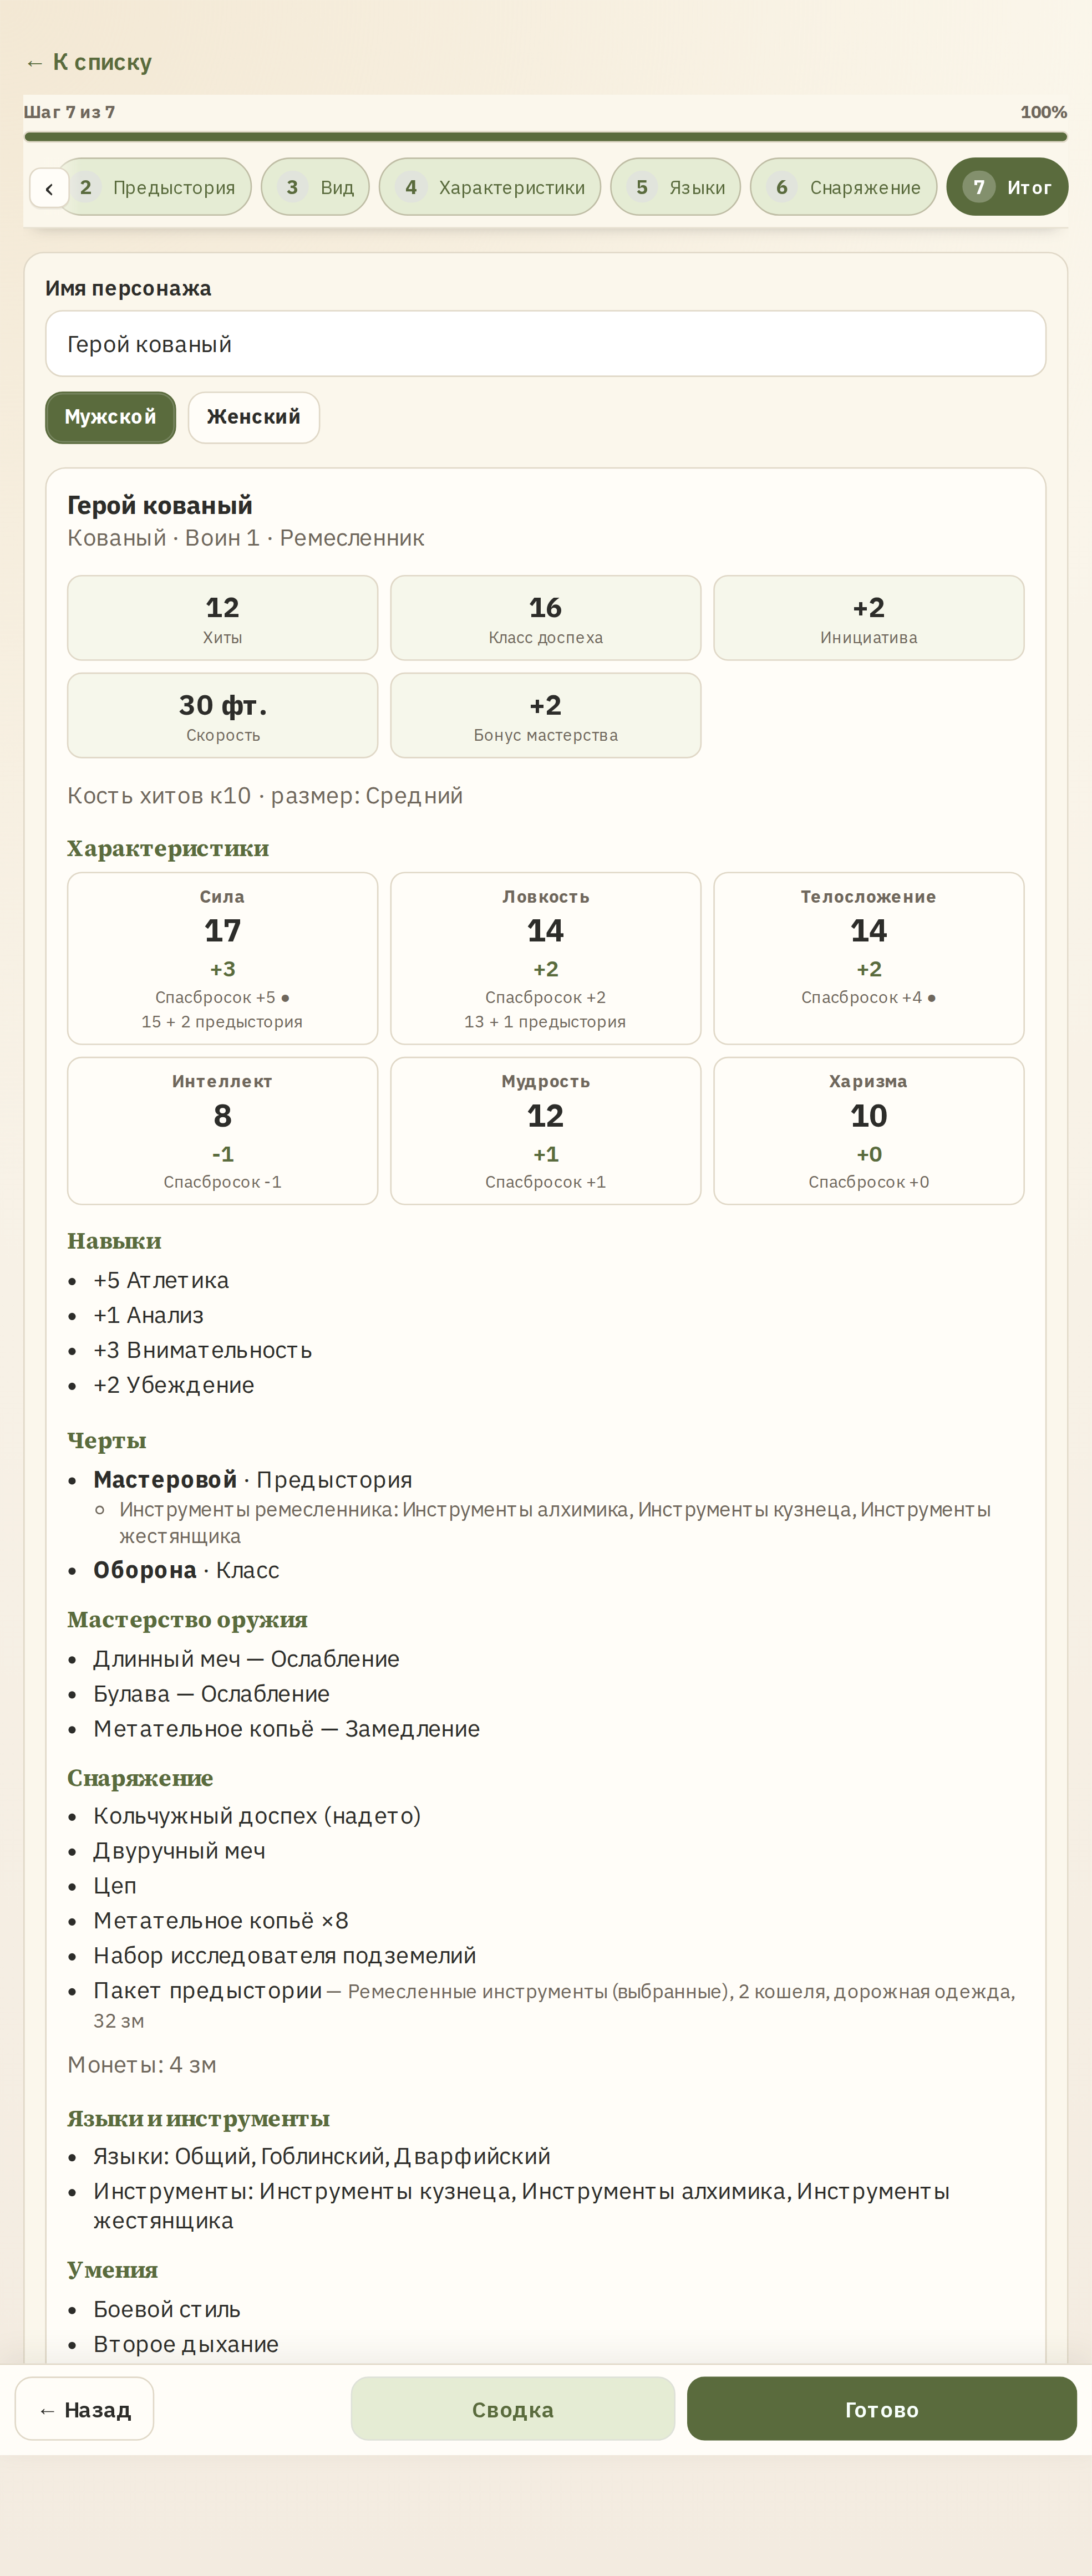 ← К списку
Шаг 7 из 7 100%
‹ 2 Предыстория 3 Вид 4 Характеристики 5 Языки 6 Снаряжение 7 Итог
Имя персонажа
Герой кованый
Мужской Женский
Герой кованый
Кованый · Воин 1 · Ремесленник
12 16 +2
Хиты Класс доспеха Инициатива
30 фт. +2
Скорость Бонус мастерства
Кость хитов к10 · размер: Средний
Характеристики
Сила Ловкость Телосложение
17 14 14
+3 +2 +2
Спасбросок +5 ● Спасбросок +2 Спасбросок +4 ●
15 + 2 предыстория 13 + 1 предыстория
Интеллект Мудрость Харизма
8 12 10
-1 +1 +0
Спасбросок -1 Спасбросок +1 Спасбросок +0
Навыки
• +5 Атлетика
• +1 Анализ
• +3 Внимательность
• +2 Убеждение
Черты
• Мастеровой · Предыстория
◦ Инструменты ремесленника: Инструменты алхимика, Инструменты кузнеца, Инструменты
жестянщика
• Оборона · Класс
Мастерство оружия
• Длинный меч — Ослабление
• Булава — Ослабление
• Метательное копьё — Замедление
Снаряжение
• Кольчужный доспех (надето)
• Двуручный меч
• Цеп
• Метательное копьё ×8
• Набор исследователя подземелий
• Пакет предыстории — Ремесленные инструменты (выбранные), 2 кошеля, дорожная одежда,
32 зм
Монеты: 4 зм
Языки и инструменты
• Языки: Общий, Гоблинский, Дварфийский
• Инструменты: Инструменты кузнеца, Инструменты алхимика, Инструменты
жестянщика
Умения
• Боевой стиль
• Второе дыхание
← Назад Сводка Готово